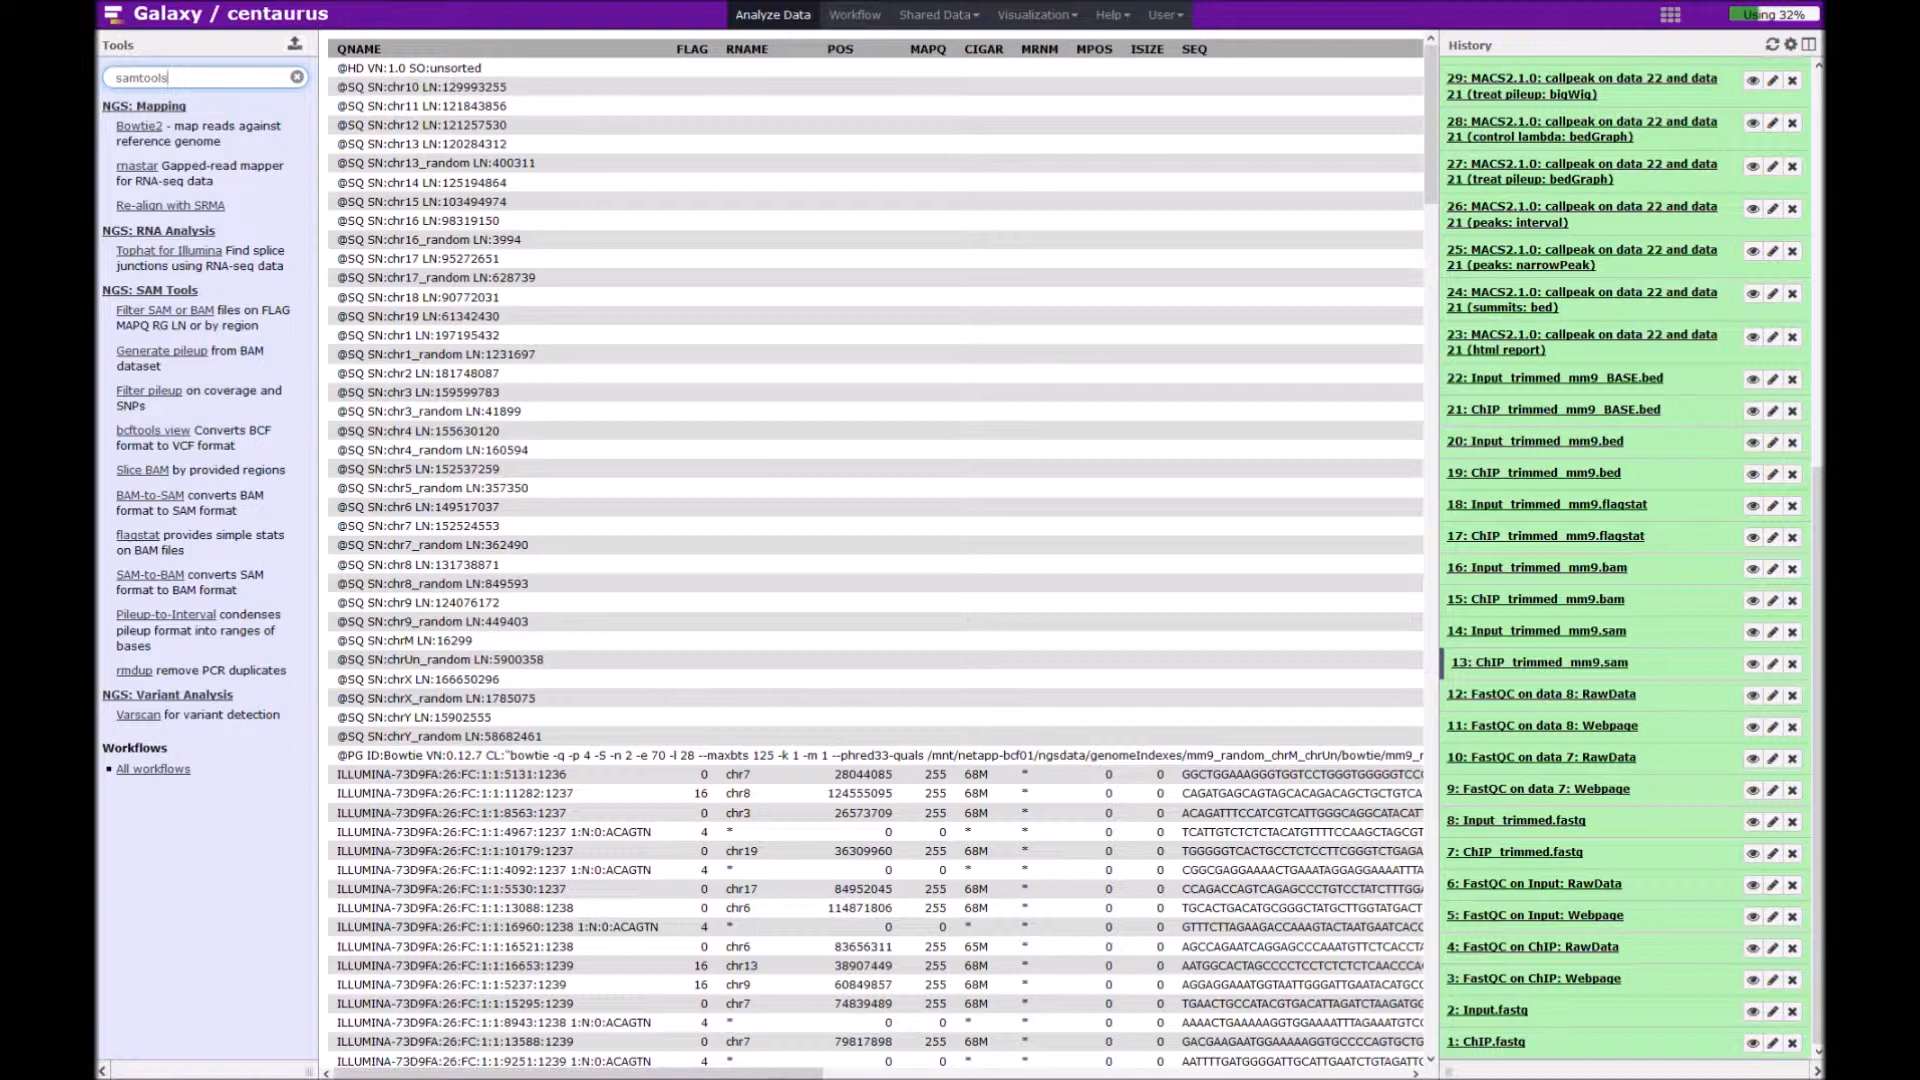 Galaxy / centaurus
Analyze Data Workflow Shared Data Visualization Help User
Using 32%
Tools
samtools
NGS: Mapping
Bowtie2 - map reads against
reference genome
rnastar Gapped-read mapper
for RNA-seq data
Re-align with SRMA
NGS: RNA Analysis
Tophat for Illumina Find splice
junctions using RNA-seq data
NGS: SAM Tools
Filter SAM or BAM files on FLAG
MAPQ RG LN or by region
Generate pileup from BAM
dataset
Filter pileup on coverage and
SNPs
bcftools view Converts BCF
format to VCF format
Slice BAM by provided regions
BAM-to-SAM converts BAM
format to SAM format
flagstat provides simple stats
on BAM files
SAM-to-BAM converts SAM
format to BAM format
Pileup-to-Interval condenses
pileup format into ranges of
bases
rmdup remove PCR duplicates
NGS: Variant Analysis
Varscan for variant detection
Workflows
All workflows
QNAME FLAG RNAME POS MAPQ CIGAR MRNM MPOS ISIZE SEQ
@HD VN:1.0 SO:unsorted
@SQ SN:chr10 LN:129993255
@SQ SN:chr11 LN:121843856
@SQ SN:chr12 LN:121257530
@SQ SN:chr13 LN:120284312
@SQ SN:chr13_random LN:400311
@SQ SN:chr14 LN:125194864
@SQ SN:chr15 LN:103494974
@SQ SN:chr16 LN:98319150
@SQ SN:chr16_random LN:3994
@SQ SN:chr17 LN:95272651
@SQ SN:chr17_random LN:628739
@SQ SN:chr18 LN:90772031
@SQ SN:chr19 LN:61342430
@SQ SN:chr1 LN:197195432
@SQ SN:chr1_random LN:1231697
@SQ SN:chr2 LN:181748087
@SQ SN:chr3 LN:159599783
@SQ SN:chr3_random LN:41899
@SQ SN:chr4 LN:155630120
@SQ SN:chr4_random LN:160594
@SQ SN:chr5 LN:152537259
@SQ SN:chr5_random LN:357350
@SQ SN:chr6 LN:149517037
@SQ SN:chr7 LN:152524553
@SQ SN:chr7_random LN:362490
@SQ SN:chr8 LN:131738871
@SQ SN:chr8_random LN:849593
@SQ SN:chr9 LN:124076172
@SQ SN:chr9_random LN:449403
@SQ SN:chrM LN:16299
@SQ SN:chrUn_random LN:5900358
@SQ SN:chrX LN:166650296
@SQ SN:chrX_random LN:1785075
@SQ SN:chrY LN:15902555
@SQ SN:chrY_random LN:58682461
@PG ID:Bowtie VN:0.12.7 CL:"bowtie -q -p 4 -S -n 2 -e 70 -l 28 --maxbts 125 -k 1 -m 1 --phred33-quals /mnt/netapp-bcf01/ngsdata/genomeIndexes/mm9_random_chrM_chrUn/bowtie/mm9_r
ILLUMINA-73D9FA:26:FC:1:1:5131:1236 0 chr7 28044085 255 68M * 0 0 GGCTGGAAAGGGTGGTCCTGGGTGGGGGTCCC
ILLUMINA-73D9FA:26:FC:1:1:11282:1237 16 chr8 124555095 255 68M * 0 0 CAGATGAGCAGTAGCACAGACAGCTGCTGTCA
ILLUMINA-73D9FA:26:FC:1:1:8563:1237 0 chr3 26573709 255 68M * 0 0 ACAGATTTCCATCGTCATTGGGCAGGCATACATT
ILLUMINA-73D9FA:26:FC:1:1:4967:1237 1:N:0:ACAGTN 4 * 0 0 * * 0 0 TCATTGTCTCTCTACATGTTTTCCAAGCTAGCGT
ILLUMINA-73D9FA:26:FC:1:1:10179:1237 0 chr19 36309960 255 68M * 0 0 TGGGGGTCACTGCCTCTCCTTCGGGTCTGAGA
ILLUMINA-73D9FA:26:FC:1:1:4092:1237 1:N:0:ACAGTN 4 * 0 0 * * 0 0 CGGCGAGGAAAACTGAAATAGGAGGAAAATTTA
ILLUMINA-73D9FA:26:FC:1:1:5530:1237 0 chr17 84952045 255 68M * 0 0 CCAGACCAGTCAGAGCCCTGTCCTATCTTTGGA
ILLUMINA-73D9FA:26:FC:1:1:13088:1238 0 chr6 114871806 255 68M * 0 0 TGCACTGACATGCGGGCTATGCTTGGTATGACT
ILLUMINA-73D9FA:26:FC:1:1:16960:1238 1:N:0:ACAGTN 4 * 0 0 * * 0 0 GTTTCTTAGAAGACCAAAGTACTAATGAATCACC
ILLUMINA-73D9FA:26:FC:1:1:16521:1238 0 chr6 83656311 255 65M * 0 0 AGCCAGAATCAGGAGCCCAAATGTTCTCACCTA
ILLUMINA-73D9FA:26:FC:1:1:16653:1239 16 chr13 38907449 255 68M * 0 0 AATGGCACTAGCCCCTCCTCTCTCTCAACCCA
ILLUMINA-73D9FA:26:FC:1:1:5237:1239 16 chr9 60849857 255 68M * 0 0 AGGAGGAAATGGTAATTGGGATTGAATACATGCC
ILLUMINA-73D9FA:26:FC:1:1:15295:1239 0 chr7 74839489 255 68M * 0 0 TGAACTGCCATACGTGACATTAGATCTAAGATGG
ILLUMINA-73D9FA:26:FC:1:1:8943:1238 1:N:0:ACAGTN 4 * 0 0 * * 0 0 AAAACTGAAAAAGGTGGAAAATTTAGAAATGTCC
ILLUMINA-73D9FA:26:FC:1:1:13588:1239 0 chr7 79817898 255 68M * 0 0 GACGAAGAATGGAAAAAGGTGCCCCAGTGCTG
ILLUMINA-73D9FA:26:FC:1:1:9251:1239 1:N:0:ACAGTN 4 * 0 0 * * 0 0 AATTTTGATGGGGATTGCATTGAATCTGTAGATTG
History
29: MACS2.1.0: callpeak on data 22 and data
21 (treat pileup: bigWig)
28: MACS2.1.0: callpeak on data 22 and data
21 (control lambda: bedGraph)
27: MACS2.1.0: callpeak on data 22 and data
21 (treat pileup: bedGraph)
26: MACS2.1.0: callpeak on data 22 and data
21 (peaks: interval)
25: MACS2.1.0: callpeak on data 22 and data
21 (peaks: narrowPeak)
24: MACS2.1.0: callpeak on data 22 and data
21 (summits: bed)
23: MACS2.1.0: callpeak on data 22 and data
21 (html report)
22: Input_trimmed_mm9_BASE.bed
21: ChIP_trimmed_mm9_BASE.bed
20: Input_trimmed_mm9.bed
19: ChIP_trimmed_mm9.bed
18: Input_trimmed_mm9.flagstat
17: ChIP_trimmed_mm9.flagstat
16: Input_trimmed_mm9.bam
15: ChIP_trimmed_mm9.bam
14: Input_trimmed_mm9.sam
13: ChIP_trimmed_mm9.sam
12: FastQC on data 8: RawData
11: FastQC on data 8: Webpage
10: FastQC on data 7: RawData
9: FastQC on data 7: Webpage
8: Input_trimmed.fastq
7: ChIP_trimmed.fastq
6: FastQC on Input: RawData
5: FastQC on Input: Webpage
4: FastQC on ChIP: RawData
3: FastQC on ChIP: Webpage
2: Input.fastq
1: ChIP.fastq